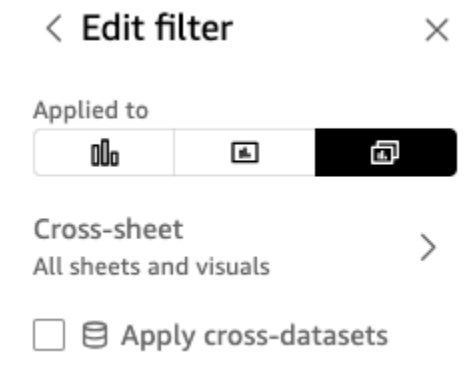 Edit filter
Applied to
Cross-sheet
All sheets and visuals
Apply cross-datasets